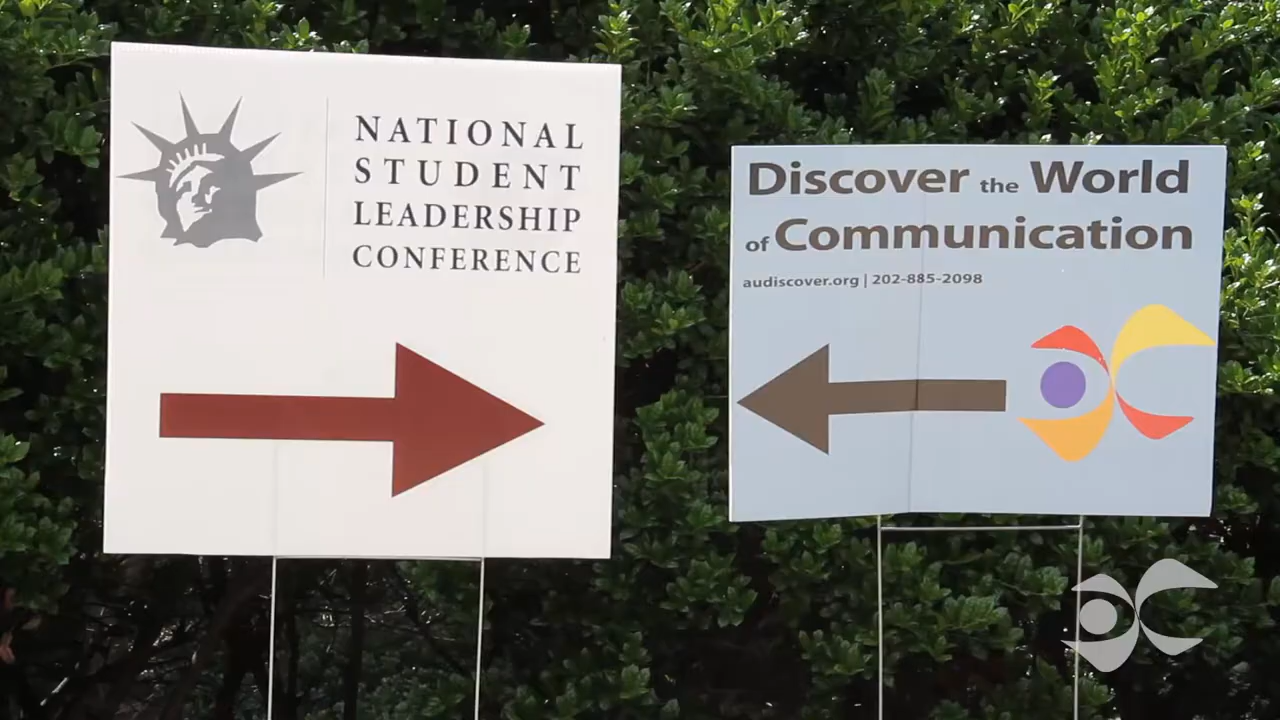 NATIONAL
STUDENT
LEADERSHIP
CONFERENCE
Discover the World
of Communication
audiscover.org | 202-885-2098